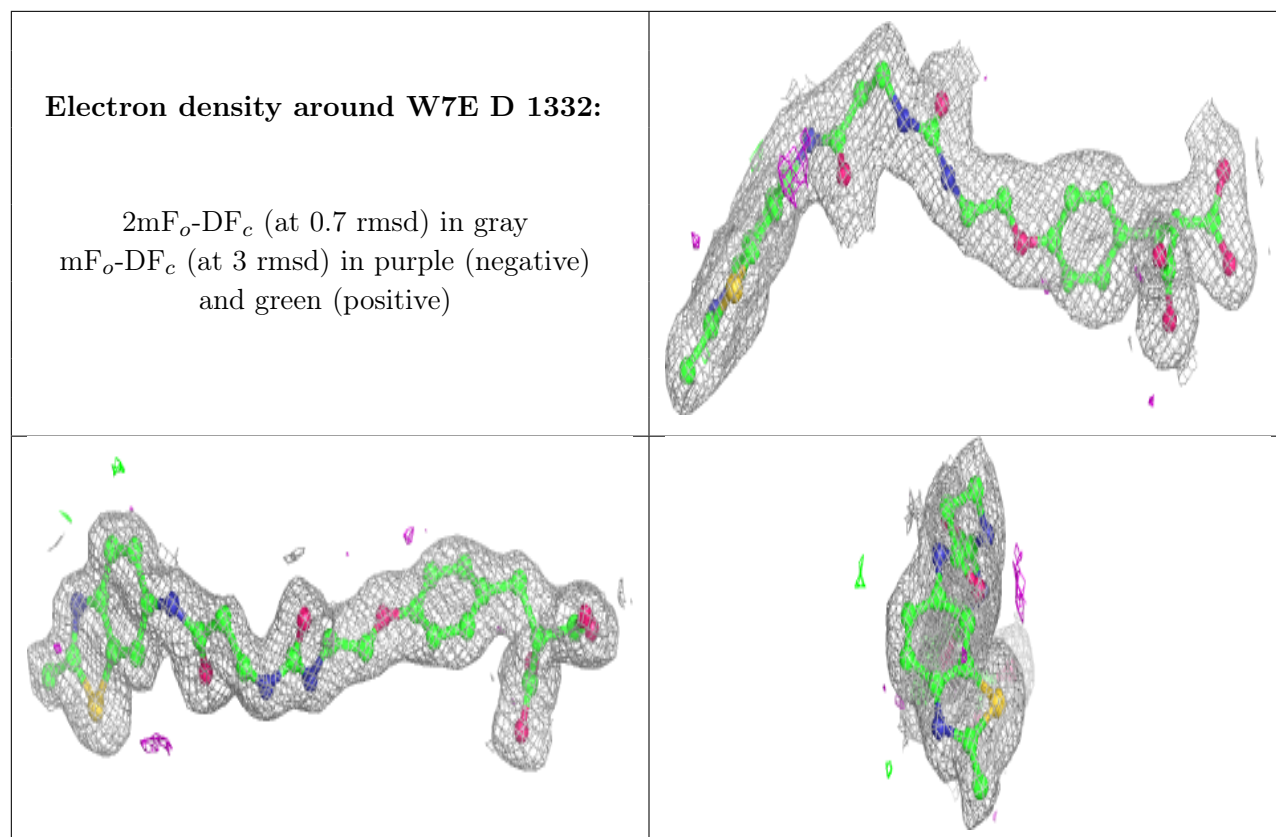 Electron density around W7E D 1332:
2mFₒ-DF𝒸 (at 0.7 rmsd) in gray
mFₒ-DF𝒸 (at 3 rmsd) in purple (negative)
and green (positive)